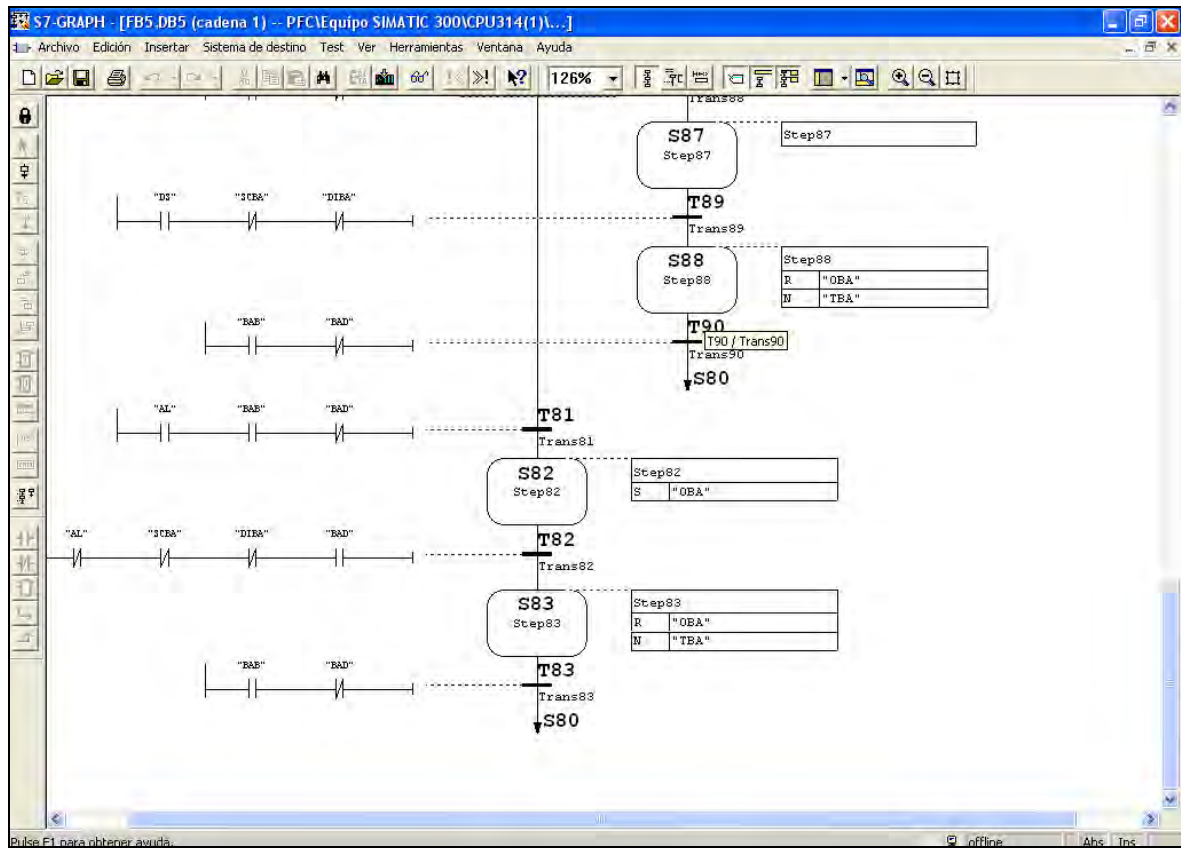 S7-GRAPH - [FB5,DB5 (cadena 1) -- PFC\Equipo SIMATIC 300\CPU314(1)\...]
Archivo Edición Insertar Sistema de destino Test Ver Herramientas Ventana Ayuda
126%
Trans88
S87
Step87
Step87
"DS" "SCBA" "DIBA"
T89
Trans89
S88
Step88
Step88
R "OBA"
N "TBA"
"BAB" "BAD"
T90
T90 / Trans90
Trans90
S80
"AL" "BAB" "BAD"
T81
Trans81
S82
Step82
Step82
S "OBA"
"AL" "SCBA" "DIBA" "BAD"
T82
Trans82
S83
Step83
Step83
R "OBA"
N "TBA"
"BAB" "BAD"
T83
Trans83
S80
Pulse F1 para obtener ayuda.
offline Abs Ins